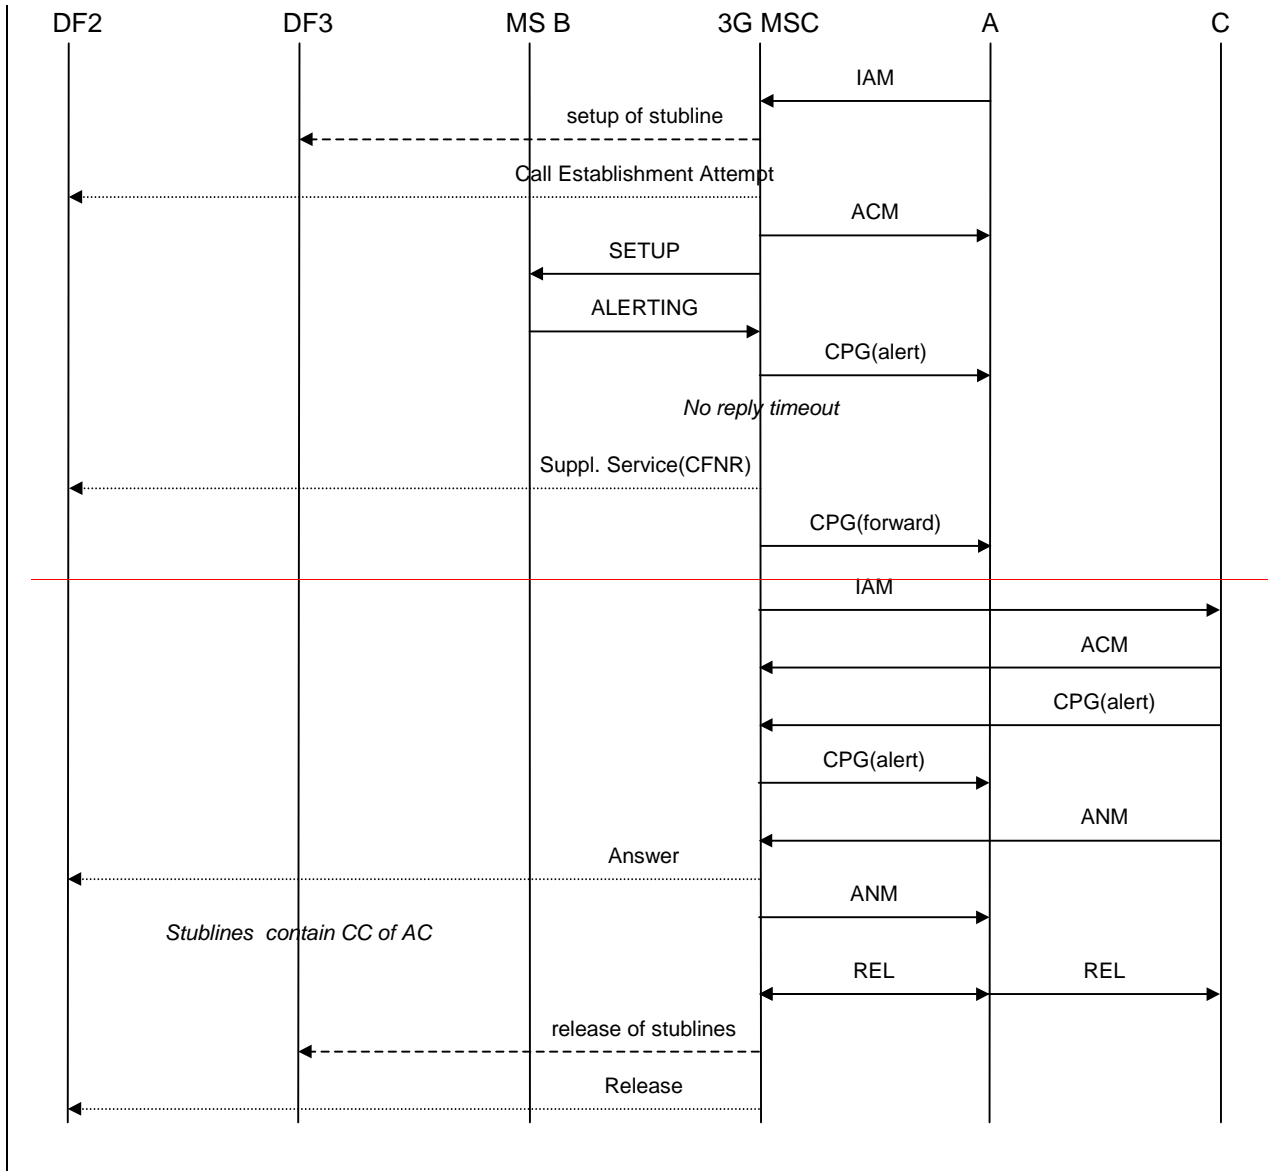 DF2 DF3 MS B 3G MSC A C
IAM
setup of stubline
Call Establishment Attempt
ACM
SETUP
ALERTING
CPG(alert)
No reply timeout
Suppl. Service(CFNR)
CPG(forward)
IAM
ACM
CPG(alert)
CPG(alert)
ANM
Answer
ANM
Stublines contain CC of AC
REL REL
release of stublines
Release